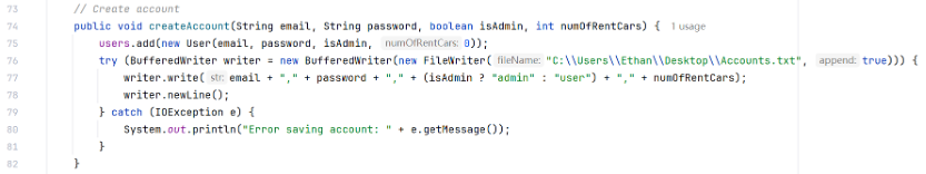 73 // Create account
74 public void createAccount(String email, String password, boolean isAdmin, int numOfRentCars) { 1 usage
75 users.add(new User(email, password, isAdmin, numOfRentCars: 0));
76 try (BufferedWriter writer = new BufferedWriter(new FileWriter( fileName: "C:\\Users\\Ethan\\Desktop\\Accounts.txt", append: true))) {
77 writer.write( str: email + "," + password + "," + (isAdmin ? "admin" : "user") + "," + numOfRentCars);
78 writer.newLine();
79 } catch (IOException e) {
80 System.out.println("Error saving account: " + e.getMessage());
81 }
82 }